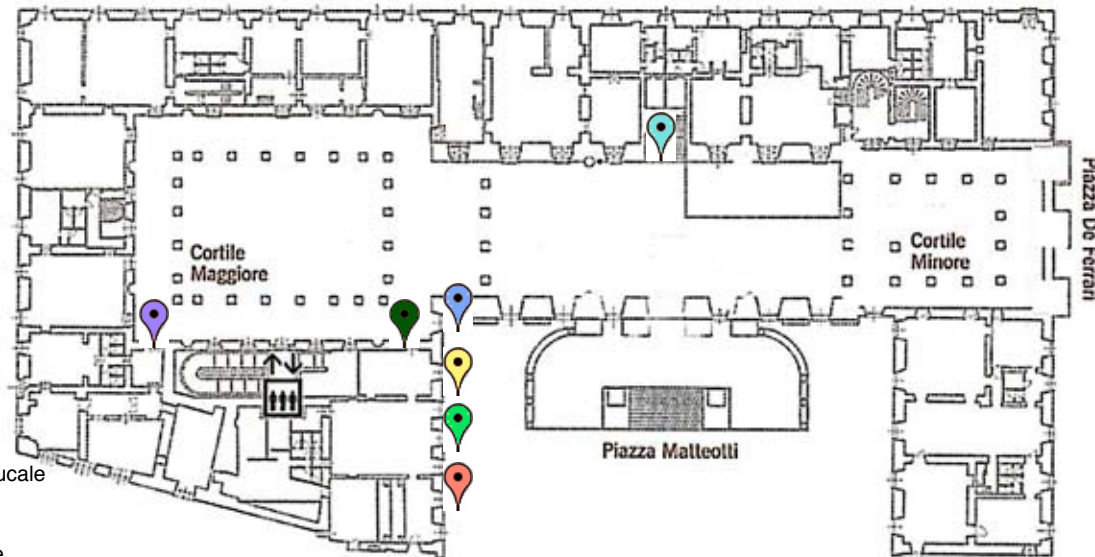 Cortile
Maggiore
Cortile
Minore
Piazza De Ferrari
Piazza Matteotti
ucale
e